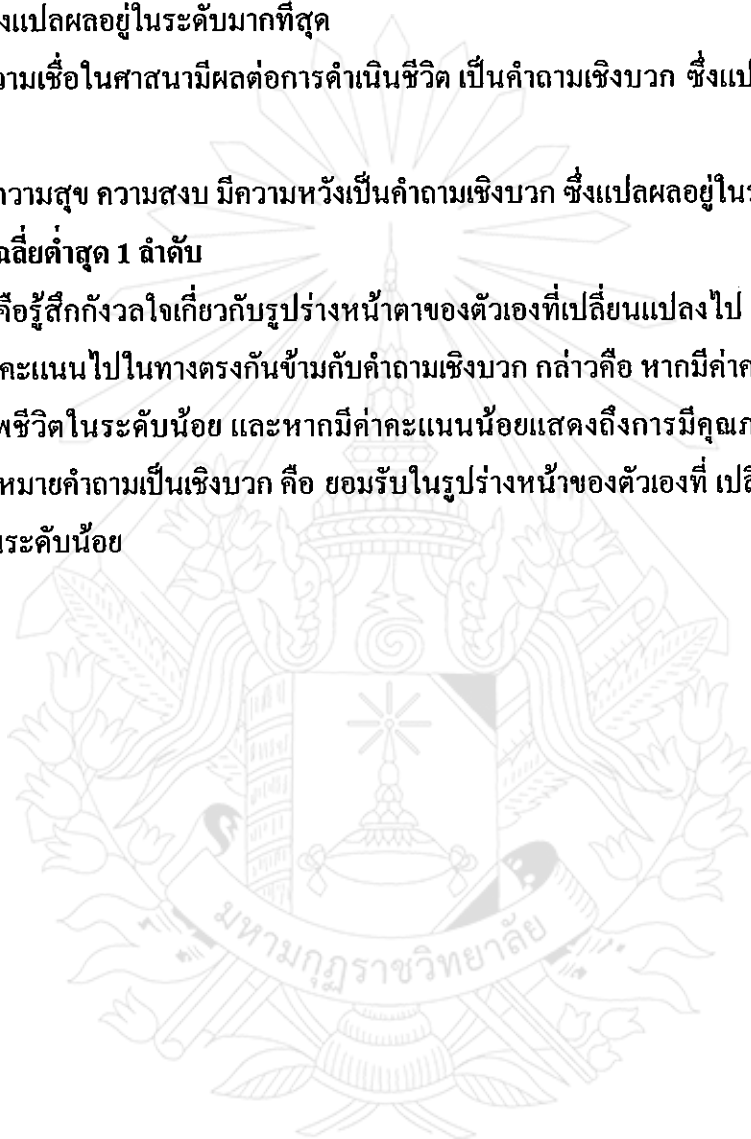 งแปลผลอยู่ในระดับมากที่สุด
วามเชื่อในศาสนามีผลต่อการดำเนินชีวิต เป็นคำถามเชิงบวก ซึ่งแป
วามสุข ความสงบ มีความหวังเป็นคำถามเชิงบวก ซึ่งแปลผลอยู่ใน
ฉลี่ยต่ำสุด 1 ลำดับ
คือรู้สึกกังวลใจเกี่ยวกับรูปร่างหน้าตาของตัวเองที่เปลี่ยนแปลงไป
คะแนนไปในทางตรงกันข้ามกับคำถามเชิงบวก กล่าวคือ หากมีค่าค
พชีวิตในระดับน้อย และหากมีค่าคะแนนน้อยแสดงถึงการมีคุณภ
หมายคำถามเป็นเชิงบวก คือ ยอมรับในรูปร่างหน้าของตัวเองที่ เปลี่
นระดับน้อย
มหามกุฏราชวิทยาลัย